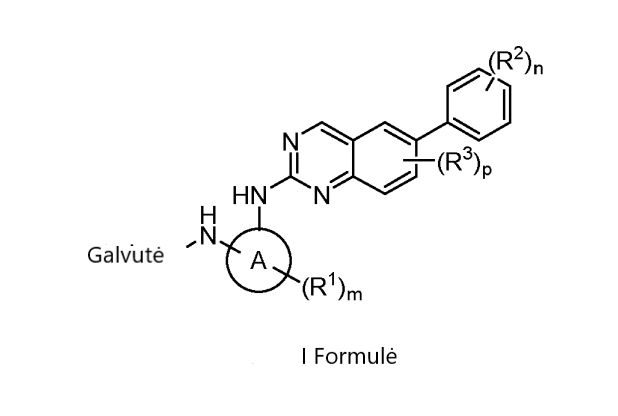 (R²)n
N
(R³)p
HN
N
H
N
Galvutė
A
(R¹)m
I Formulė